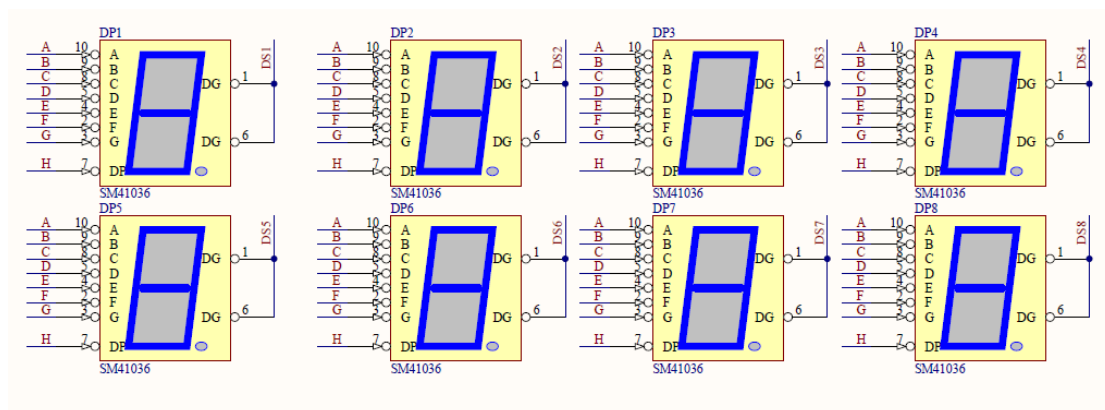 DP1
A 10 A
B 9 B
C 8 C
D 5 D
E 4 E
F 2 F
G 3 G
H 7 DP
DG 1
DG 6
DS1
SM41036
DP2
A 10 A
B 9 B
C 8 C
D 5 D
E 4 E
F 2 F
G 3 G
H 7 DP
DG 1
DG 6
DS2
SM41036
DP3
A 10 A
B 9 B
C 8 C
D 5 D
E 4 E
F 2 F
G 3 G
H 7 DP
DG 1
DG 6
DS3
SM41036
DP4
A 10 A
B 9 B
C 8 C
D 5 D
E 4 E
F 2 F
G 3 G
H 7 DP
DG 1
DG 6
DS4
SM41036
DP5
A 10 A
B 9 B
C 8 C
D 5 D
E 4 E
F 2 F
G 3 G
H 7 DP
DG 1
DG 6
DS5
SM41036
DP6
A 10 A
B 9 B
C 8 C
D 5 D
E 4 E
F 2 F
G 3 G
H 7 DP
DG 1
DG 6
DS6
SM41036
DP7
A 10 A
B 9 B
C 8 C
D 5 D
E 4 E
F 2 F
G 3 G
H 7 DP
DG 1
DG 6
DS7
SM41036
DP8
A 10 A
B 9 B
C 8 C
D 5 D
E 4 E
F 2 F
G 3 G
H 7 DP
DG 1
DG 6
DS8
SM41036